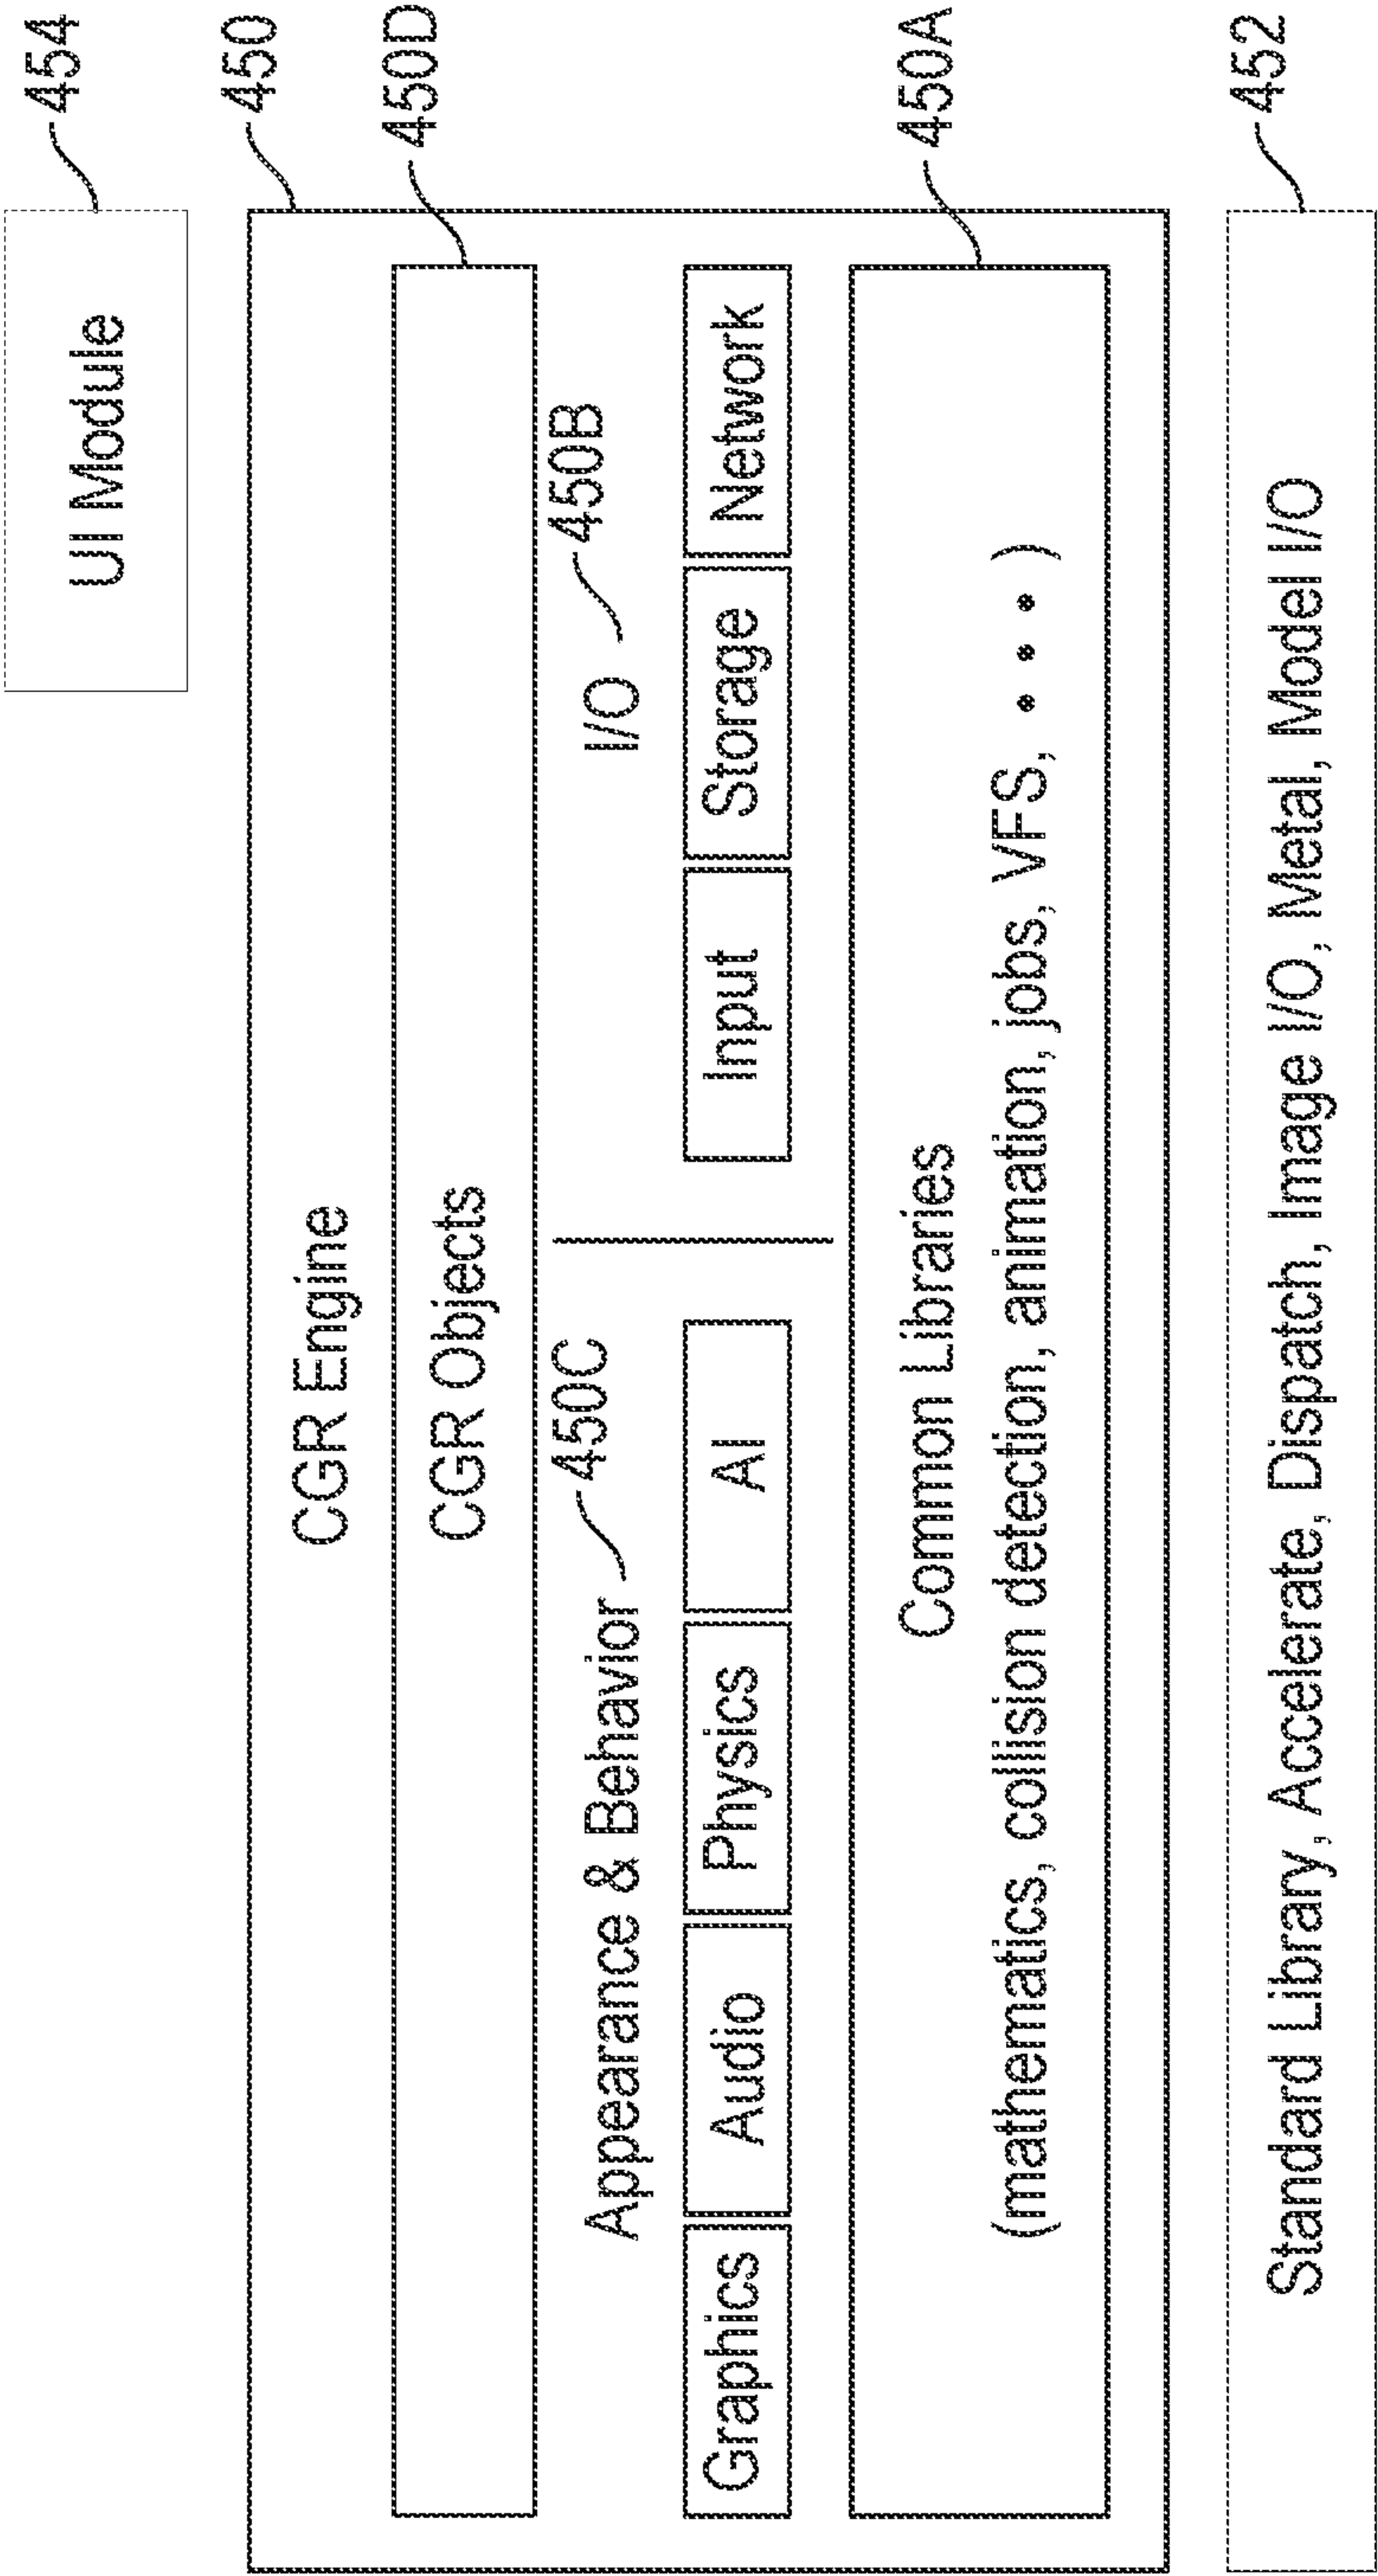 UI Module
454
CGR Engine
450
CGR Objects
450D
Appearance & Behavior
450C
I/O
450B
Graphics
Audio
Physics
AI
Input
Storage
Network
Common Libraries
450A
(mathematics, collision detection, animation, jobs, VFS, • • • )
Standard Library, Accelerate, Dispatch, Image I/O, Metal, Model I/O
452